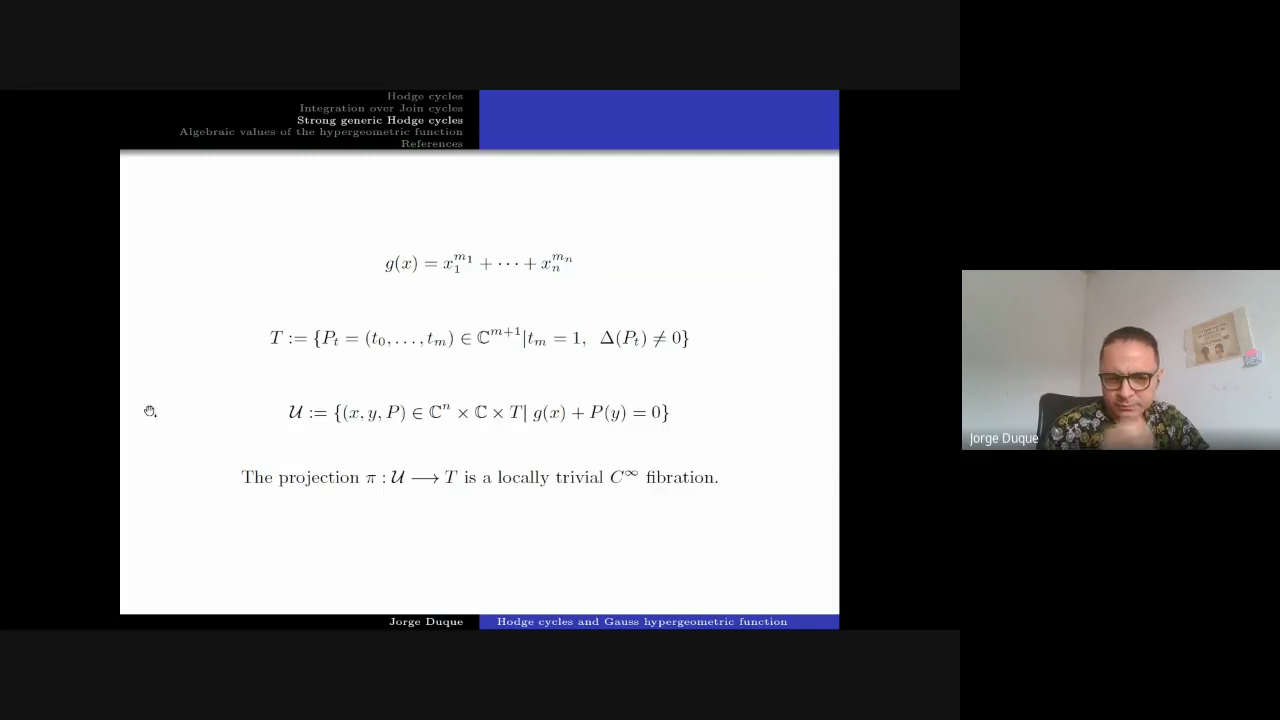 Hodge cycles
Integration over Join cycles
Strong generic Hodge cycles
Algebraic values of the hypergeometric function
References
g(x) = x_1^{m_1} + ··· + x_n^{m_n}
T := {P_t = (t_0, ..., t_m) ∈ ℂ^{m+1} | t_m = 1, Δ(P_t) ≠ 0}
𝒰 := {(x, y, P) ∈ ℂ^n × ℂ × T | g(x) + P(y) = 0}
The projection π : 𝒰 ⟶ T is a locally trivial C^∞ fibration.
Jorge Duque
Hodge cycles and Gauss hypergeometric function
Jorge Duque